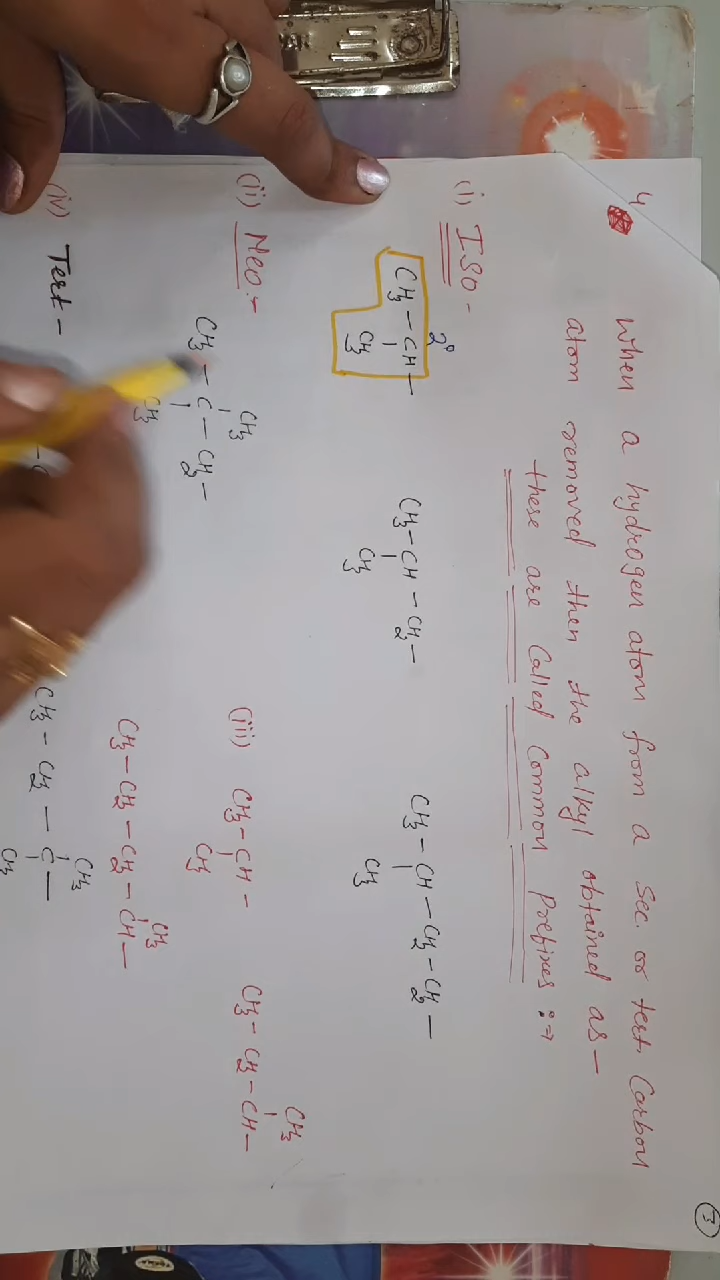 3
4 When a hydrogen atom from a Sec. or tert. Carbon
atom removed then the alkyl obtained as —
these are Called Common Prefixes :→
(i) ISO -
2°
CH₃ — CH —
CH₃
CH₃ — CH — CH₂ —
CH₃
CH₃ — CH — CH₂ — CH₂ —
CH₃
(ii) Neo :-
CH₃
CH₃ — C — CH₂ —
CH₃
(iii) CH₃ — CH —
CH₃
CH₃
CH₃ — CH₂ — CH —
CH₃
CH₃ — CH₂ — CH₂ — CH —
(iv) Tert —
— C
CH₃
CH₃ — CH₂ — C —
CH₃